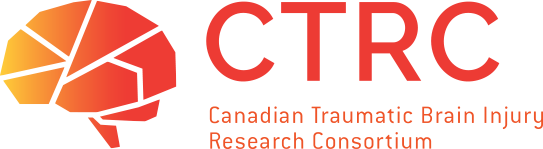 CTRC
Canadian Traumatic Brain Injury
Research Consortium